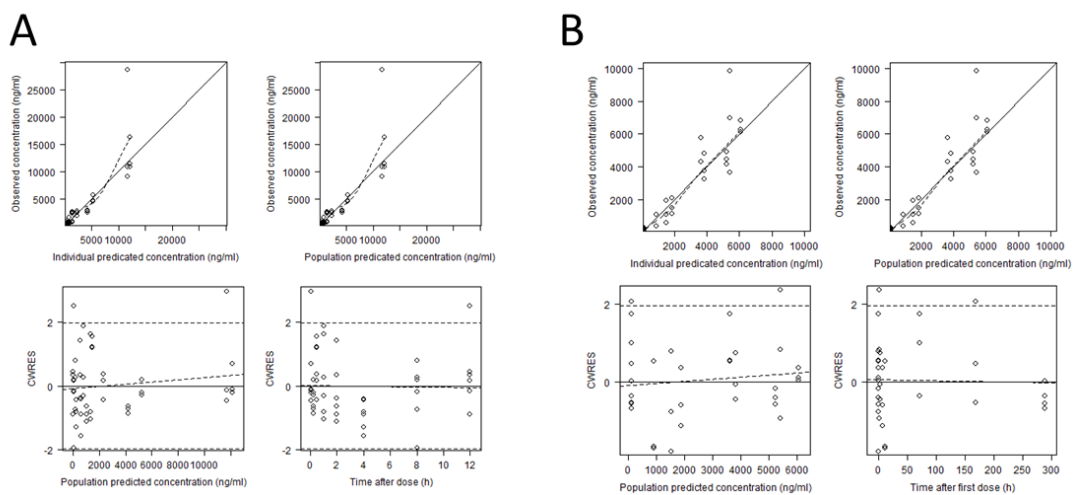 A
B
Observed concentration (ng/ml)
25000
20000
15000
10000
5000
5000 10000 20000
Individual predicated concentration (ng/ml)
Observed concentration (ng/ml)
25000
20000
15000
10000
5000
5000 10000 20000
Population predicated concentration (ng/ml)
Observed concentration (ng/ml)
10000
8000
6000
4000
2000
2000 4000 6000 8000 10000
Individual predicated concentration (ng/ml)
Observed concentration (ng/ml)
10000
8000
6000
4000
2000
2000 4000 6000 8000 10000
Population predicated concentration (ng/ml)
CWRES
2
0
-2
0 2000 4000 6000 8000 10000
Population predicted concentration (ng/ml)
CWRES
2
0
-2
0 2 4 6 8 10 12
Time after dose (h)
CWRES
2
0
0 1000 2000 3000 4000 5000 6000
Population predicted concentration (ng/ml)
CWRES
2
0
0 50 100 150 200 250 300
Time after first dose (h)